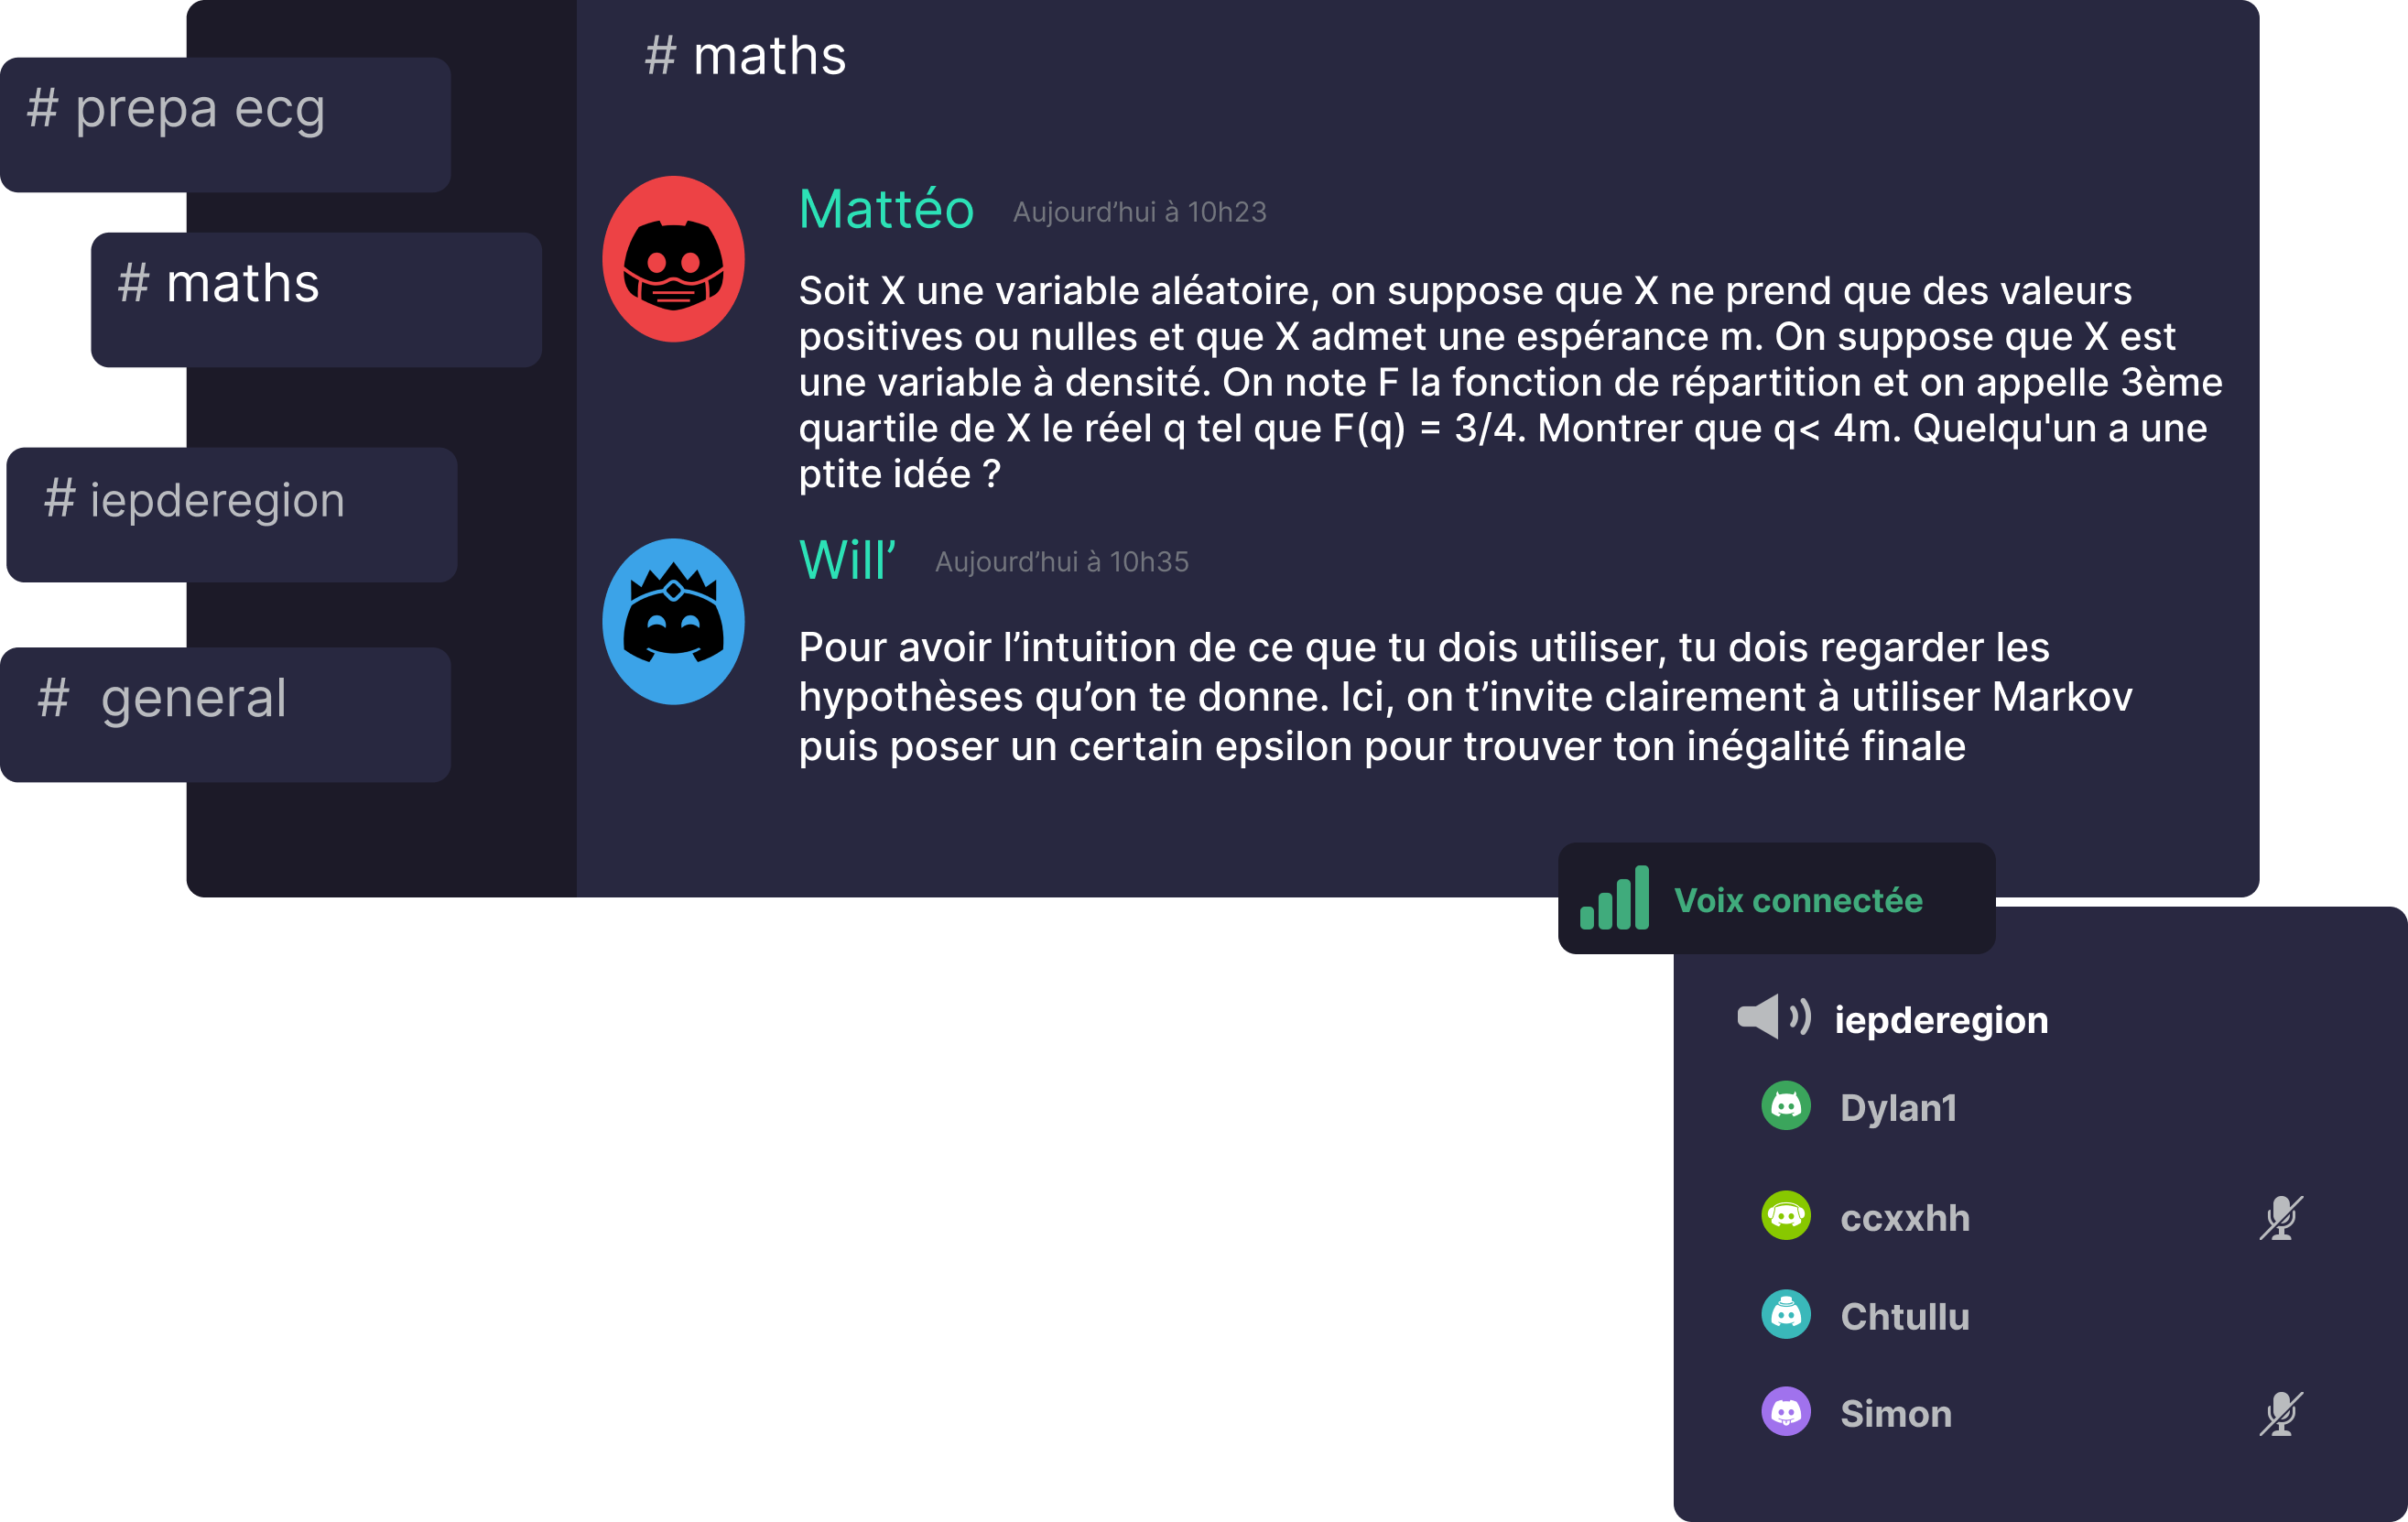 # prepa ecg
# maths
# iepderegion
# general
# maths
Mattéo Aujourd’hui à 10h23
Soit X une variable aléatoire, on suppose que X ne prend que des valeurs
positives ou nulles et que X admet une espérance m. On suppose que X est
une variable à densité. On note F la fonction de répartition et on appelle 3ème
quartile de X le réel q tel que F(q) = 3/4. Montrer que q< 4m. Quelqu'un a une
ptite idée ?
Will’ Aujourd’hui à 10h35
Pour avoir l’intuition de ce que tu dois utiliser, tu dois regarder les
hypothèses qu’on te donne. Ici, on t’invite clairement à utiliser Markov
puis poser un certain epsilon pour trouver ton inégalité finale
Voix connectée
iepderegion
Dylan1
ccxxhh
Chtullu
Simon